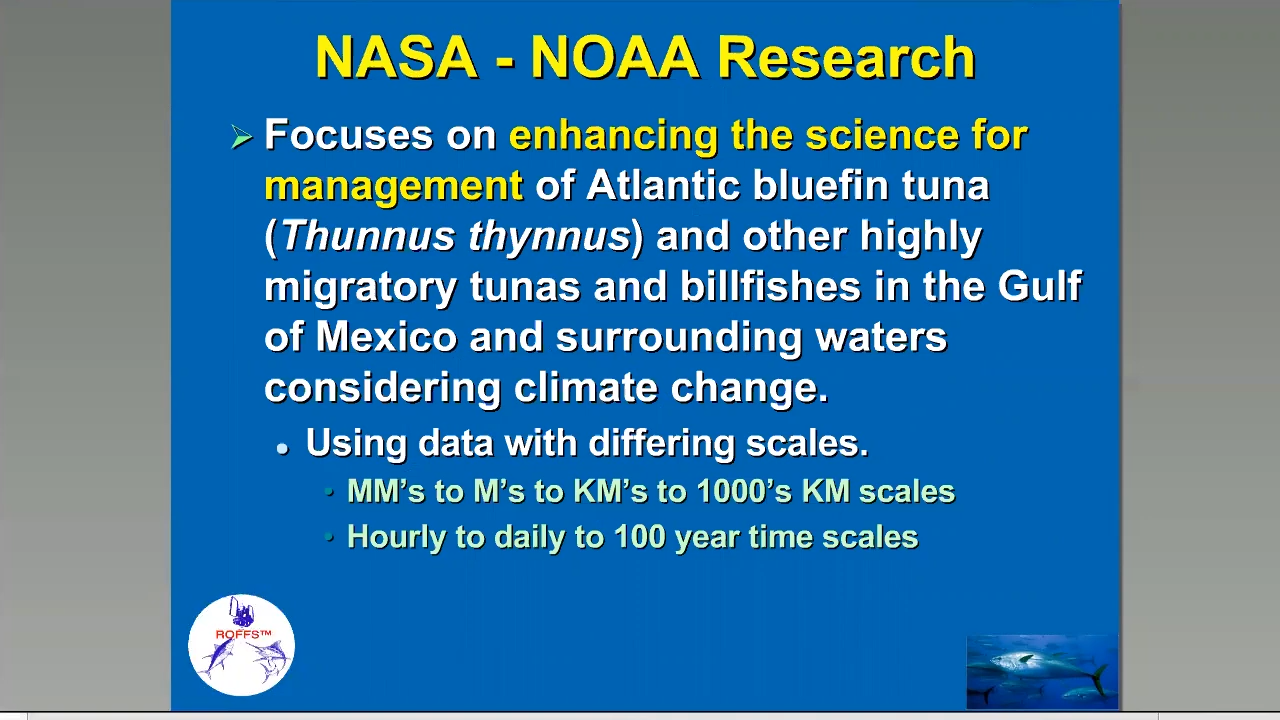 NASA - NOAA Research
Focuses on enhancing the science for
management of Atlantic bluefin tuna
(Thunnus thynnus) and other highly
migratory tunas and billfishes in the Gulf
of Mexico and surrounding waters
considering climate change.
Using data with differing scales.
MM’s to M’s to KM’s to 1000’s KM scales
Hourly to daily to 100 year time scales
ROFFS™